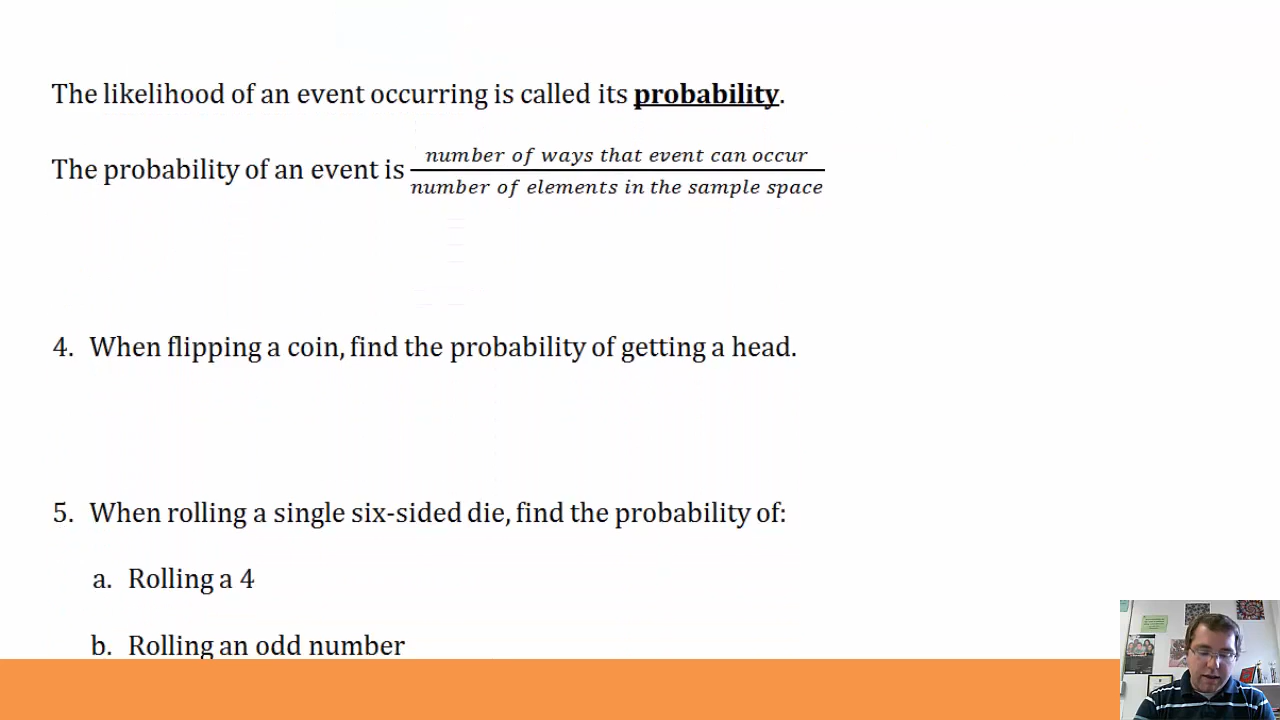 The likelihood of an event occurring is called its probability.
The probability of an event is number of ways that event can occur / number of elements in the sample space
4. When flipping a coin, find the probability of getting a head.
5. When rolling a single six-sided die, find the probability of:
a. Rolling a 4
b. Rolling an odd number